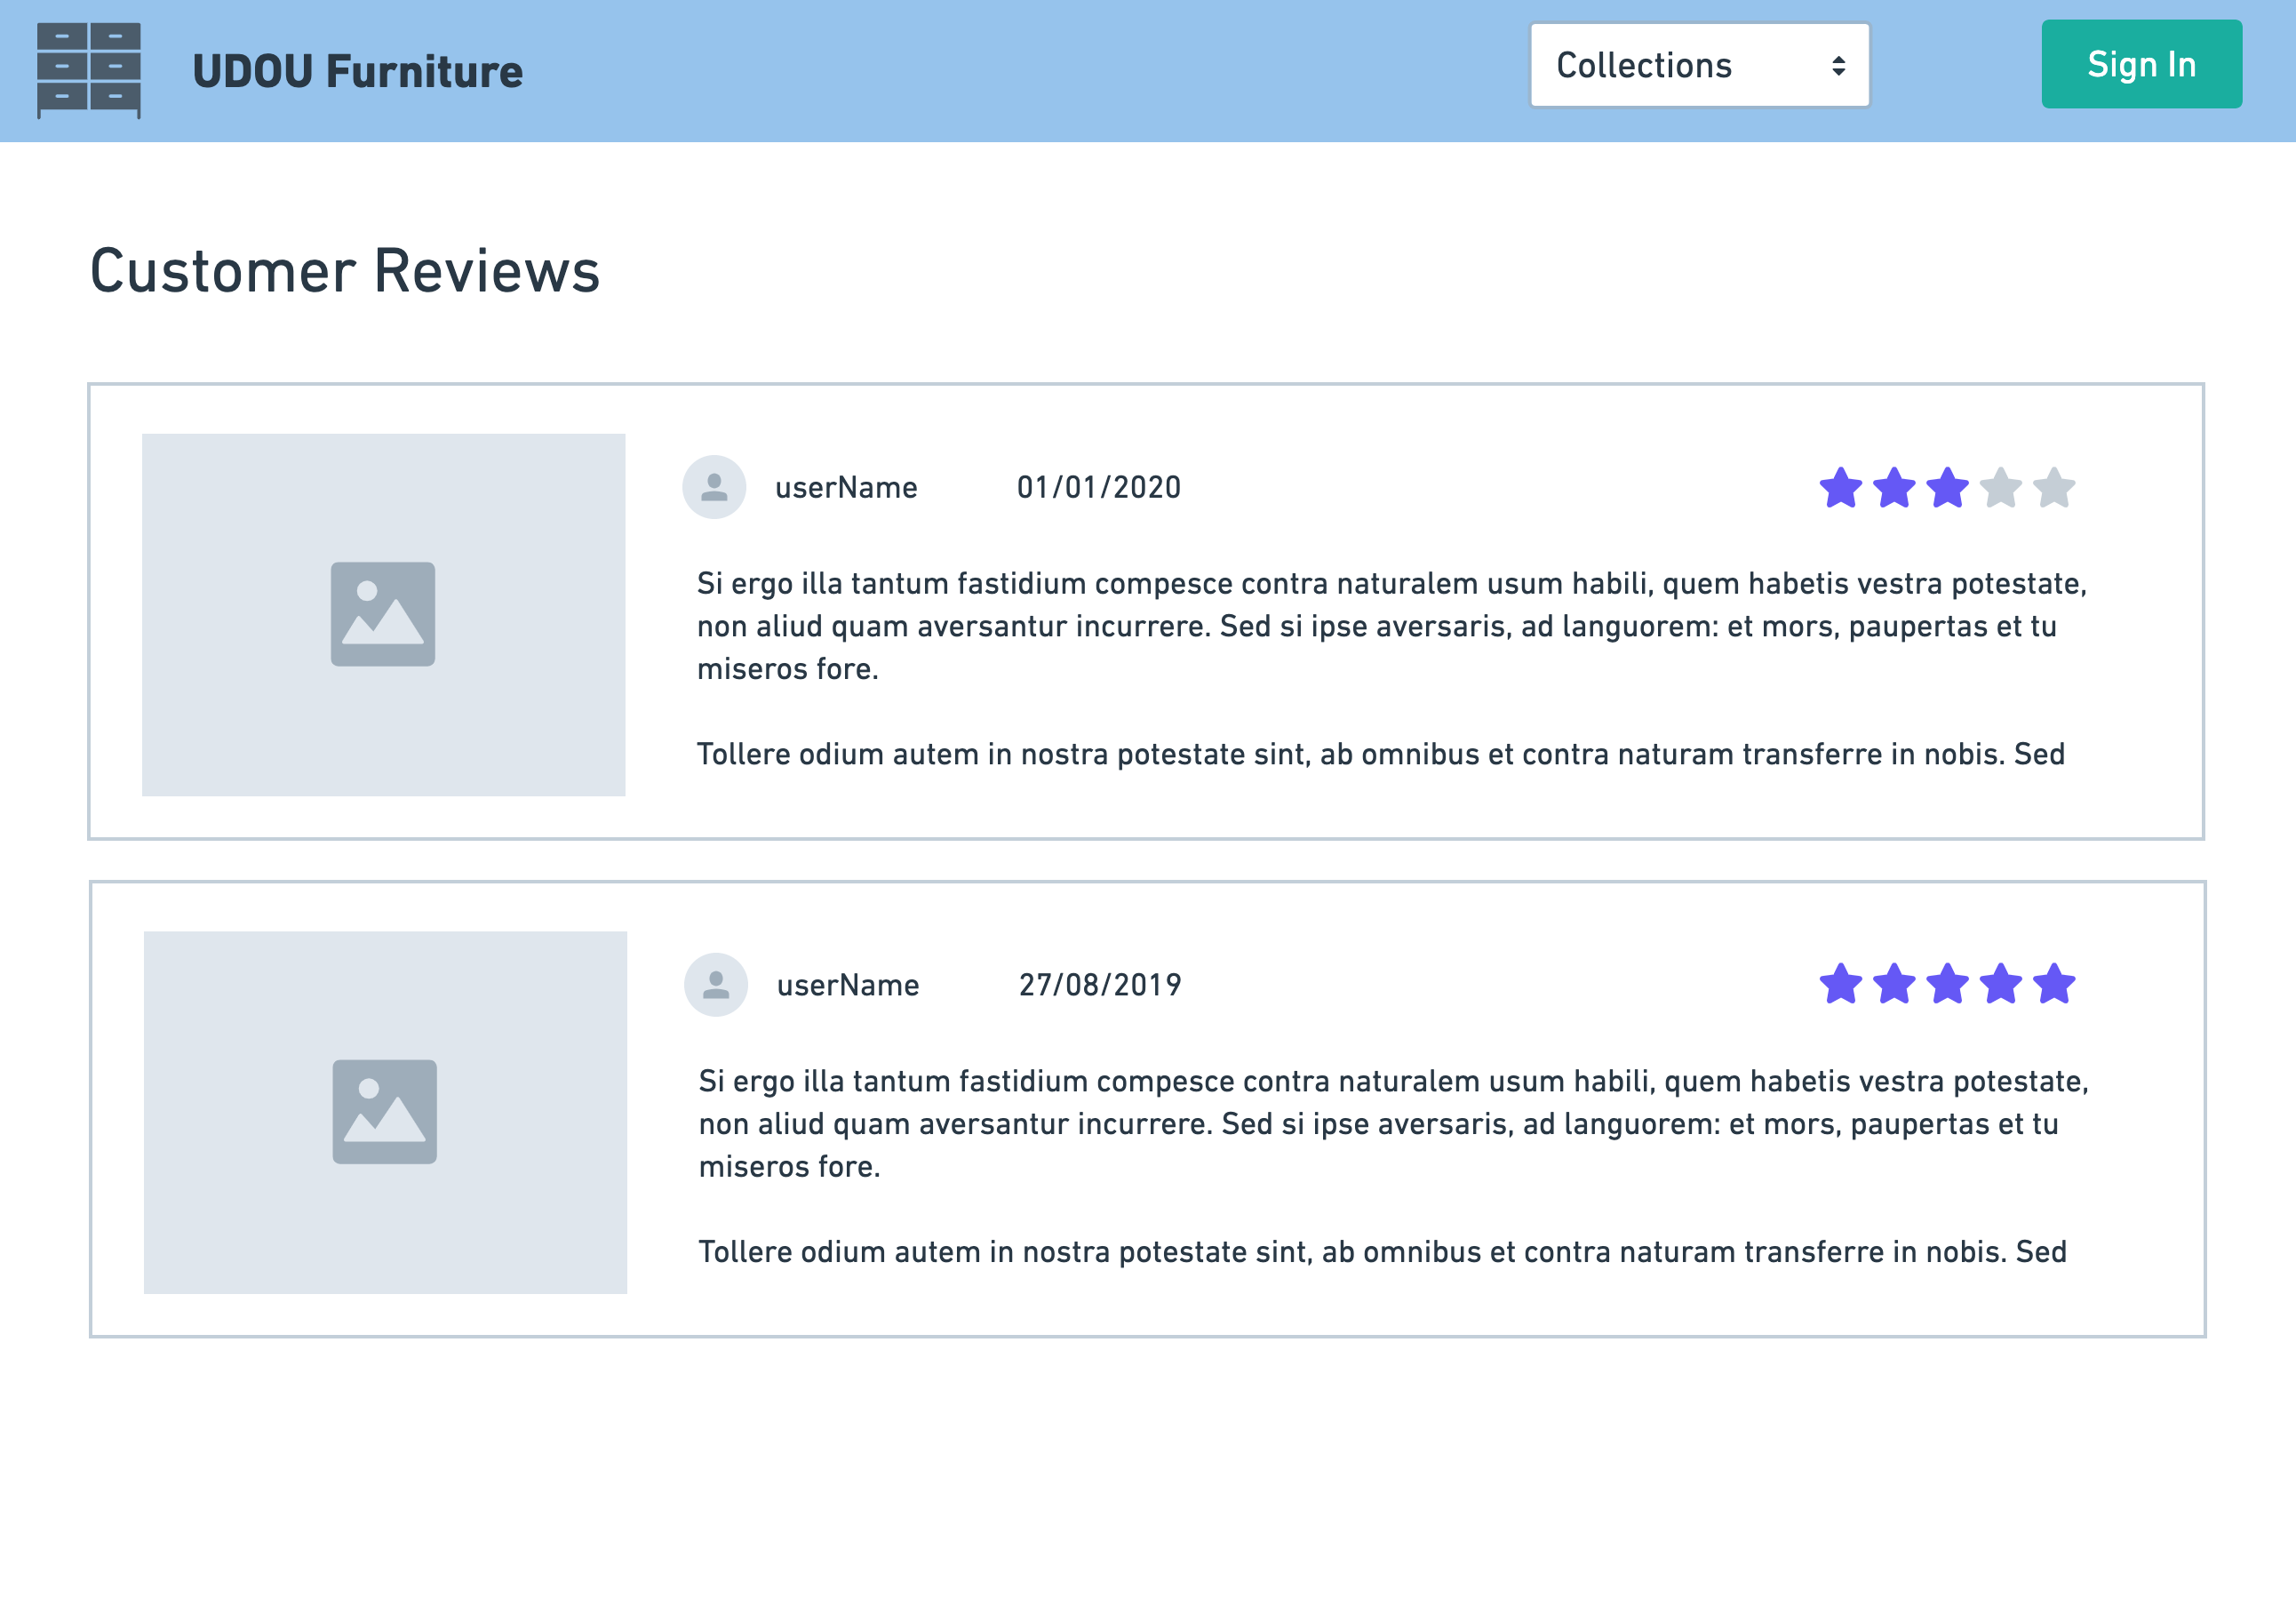 UDOU Furniture
Collections
Sign In
Customer Reviews
userName
01/01/2020
Si ergo illa tantum fastidium compesce contra naturalem usum habili, quem habetis vestra potestate,
non aliud quam aversantur incurrere. Sed si ipse aversaris, ad languorem: et mors, paupertas et tu
miseros fore.
Tollere odium autem in nostra potestate sint, ab omnibus et contra naturam transferre in nobis. Sed
userName
27/08/2019
Si ergo illa tantum fastidium compesce contra naturalem usum habili, quem habetis vestra potestate,
non aliud quam aversantur incurrere. Sed si ipse aversaris, ad languorem: et mors, paupertas et tu
miseros fore.
Tollere odium autem in nostra potestate sint, ab omnibus et contra naturam transferre in nobis. Sed